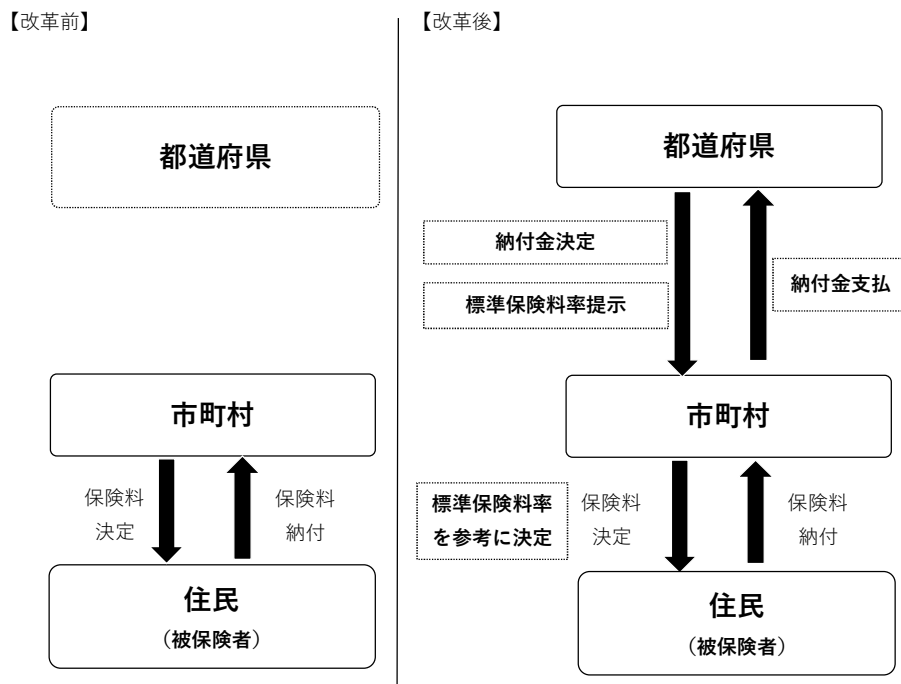 【改革前】
都道府県
市町村
保険料
決定
保険料
納付
住民
（被保険者）
【改革後】
都道府県
納付金決定
標準保険料率提示
納付金支払
市町村
標準保険料率
を参考に決定
保険料
決定
保険料
納付
住民
（被保険者）